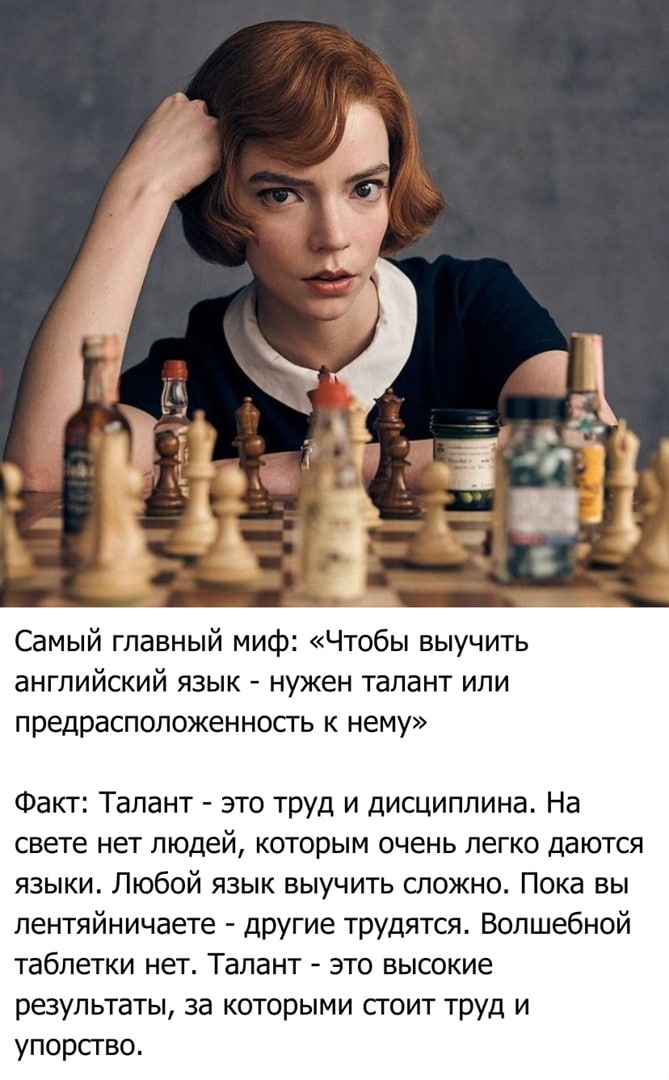 Самый главный миф: «Чтобы выучить
английский язык - нужен талант или
предрасположенность к нему»
Факт: Талант - это труд и дисциплина. На
свете нет людей, которым очень легко даются
языки. Любой язык выучить сложно. Пока вы
лентяйничаете - другие трудятся. Волшебной
таблетки нет. Талант - это высокие
результаты, за которыми стоит труд и
упорство.